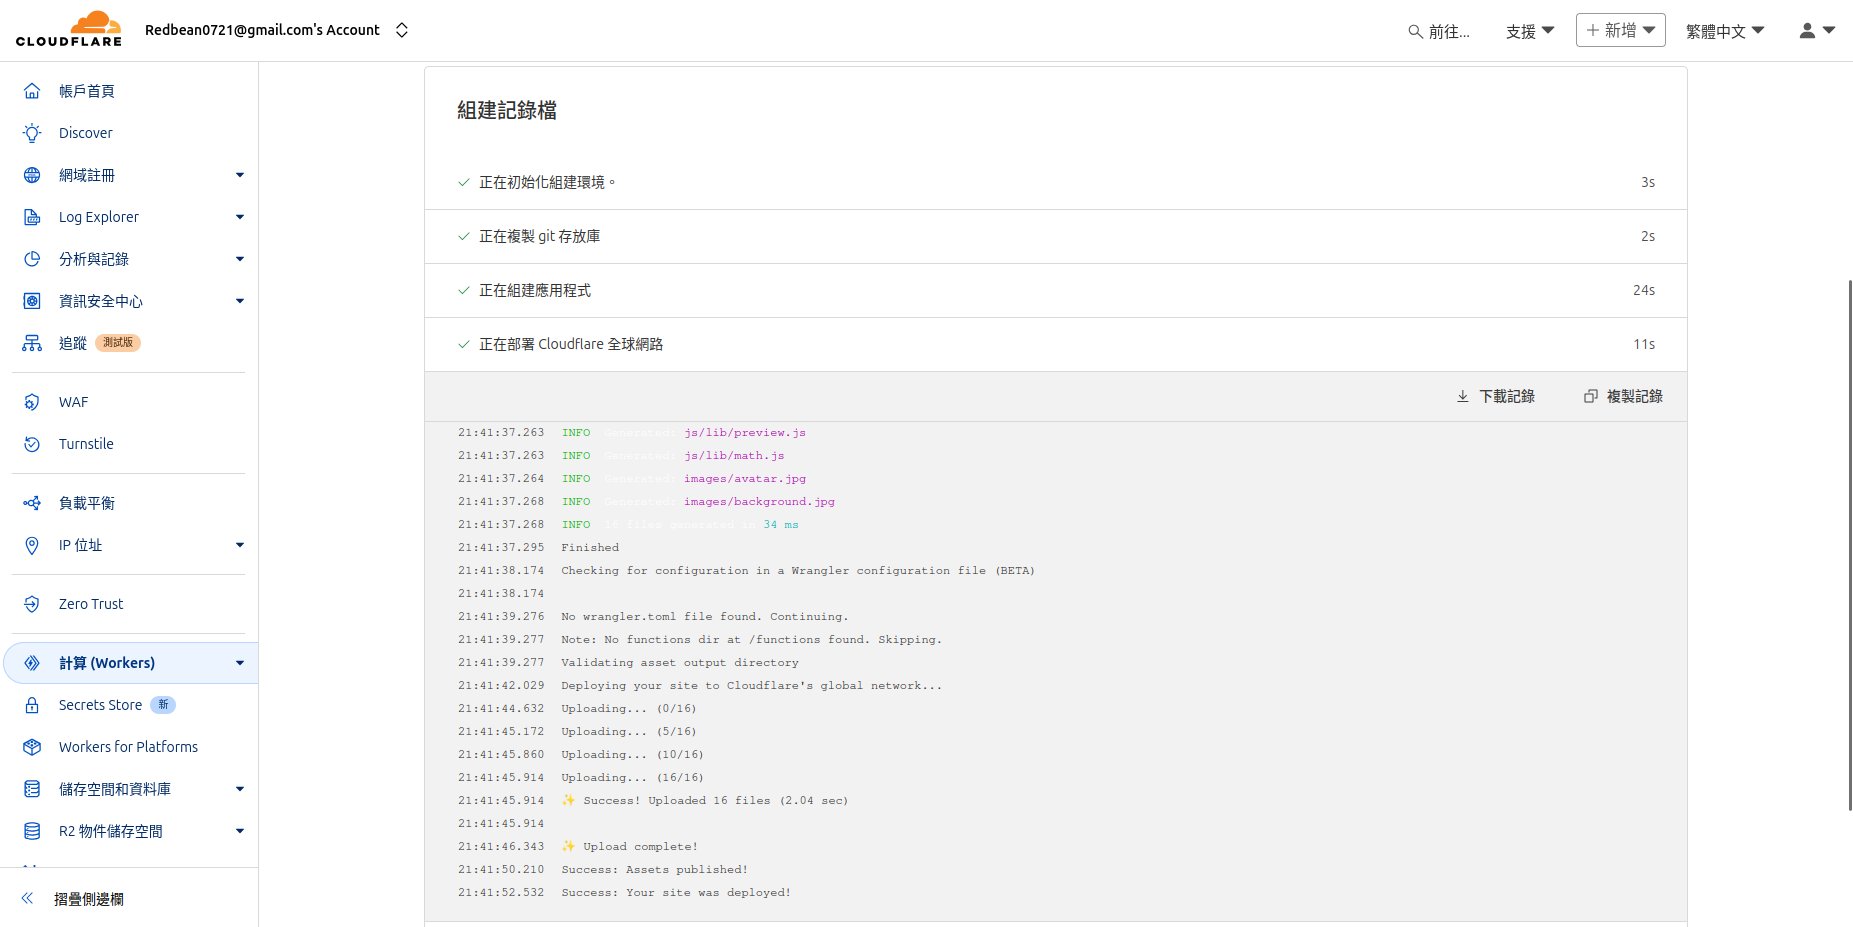 CLOUDFLARE
Redbean0721@gmail.com's Account
前往...
支援
新增
繁體中文
帳戶首頁
Discover
網域註冊
Log Explorer
分析與記錄
資訊安全中心
追蹤 測試版
WAF
Turnstile
負載平衡
IP 位址
Zero Trust
計算 (Workers)
Secrets Store 新
Workers for Platforms
儲存空間和資料庫
R2 物件儲存空間
摺疊側邊欄
組建記錄檔
正在初始化組建環境。 3s
正在複製 git 存放庫 2s
正在組建應用程式 24s
正在部署 Cloudflare 全球網路 11s
下載記錄 複製記錄
21:41:37.263 INFO Generated: js/lib/preview.js
21:41:37.263 INFO Generated: js/lib/math.js
21:41:37.264 INFO Generated: images/avatar.jpg
21:41:37.268 INFO Generated: images/background.jpg
21:41:37.268 INFO 16 files generated in 34 ms
21:41:37.295 Finished
21:41:38.174 Checking for configuration in a Wrangler configuration file (BETA)
21:41:38.174
21:41:39.276 No wrangler.toml file found. Continuing.
21:41:39.277 Note: No functions dir at /functions found. Skipping.
21:41:39.277 Validating asset output directory
21:41:42.029 Deploying your site to Cloudflare's global network...
21:41:44.632 Uploading... (0/16)
21:41:45.172 Uploading... (5/16)
21:41:45.860 Uploading... (10/16)
21:41:45.914 Uploading... (16/16)
21:41:45.914 ✨ Success! Uploaded 16 files (2.04 sec)
21:41:45.914
21:41:46.343 ✨ Upload complete!
21:41:50.210 Success: Assets published!
21:41:52.532 Success: Your site was deployed!